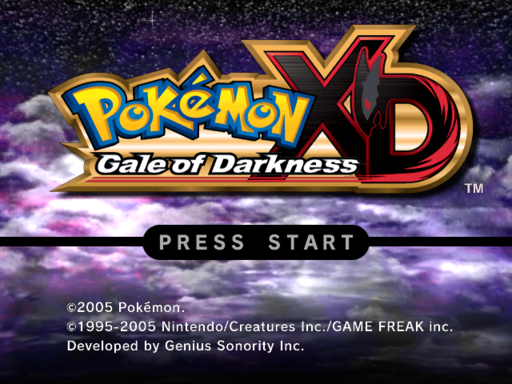 POKéMON XD
Gale of Darkness
TM
PRESS START
©2005 Pokémon.
©1995-2005 Nintendo/Creatures Inc./GAME FREAK inc.
Developed by Genius Sonority Inc.